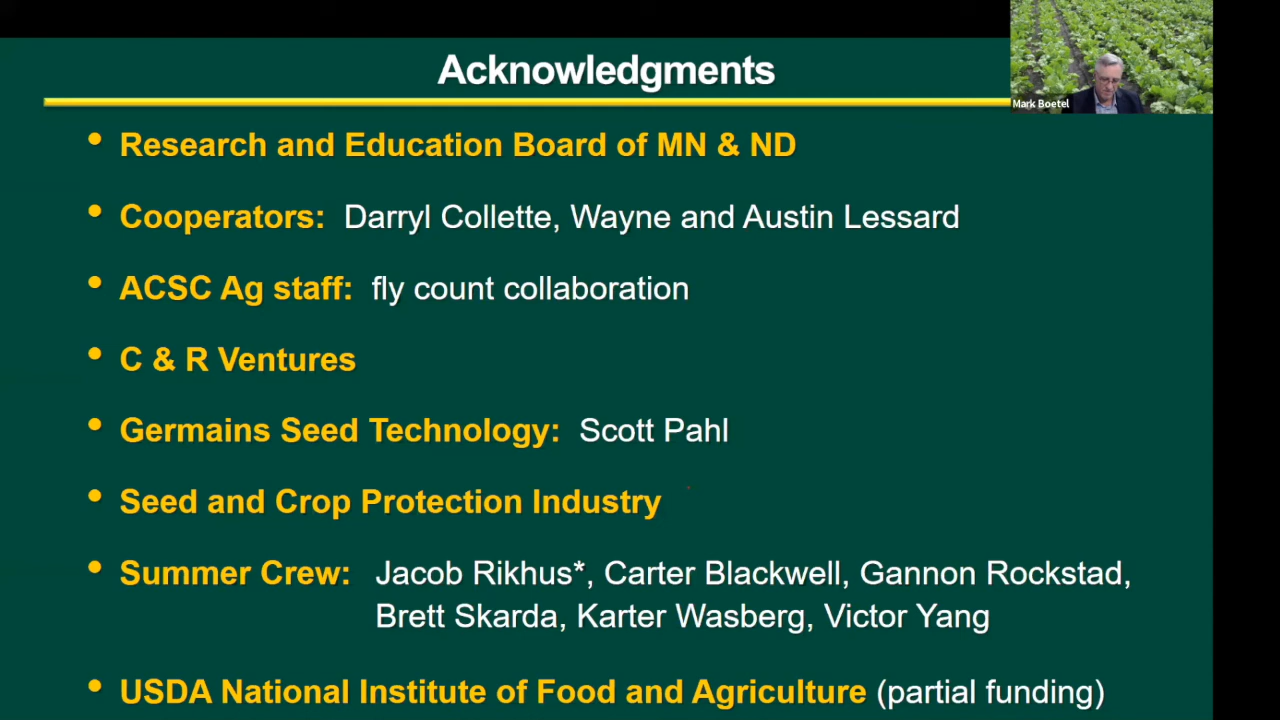 Acknowledgments
Mark Boetel
• Research and Education Board of MN & ND
• Cooperators: Darryl Collette, Wayne and Austin Lessard
• ACSC Ag staff: fly count collaboration
• C & R Ventures
• Germains Seed Technology: Scott Pahl
• Seed and Crop Protection Industry
• Summer Crew: Jacob Rikhus*, Carter Blackwell, Gannon Rockstad,
Brett Skarda, Karter Wasberg, Victor Yang
• USDA National Institute of Food and Agriculture (partial funding)